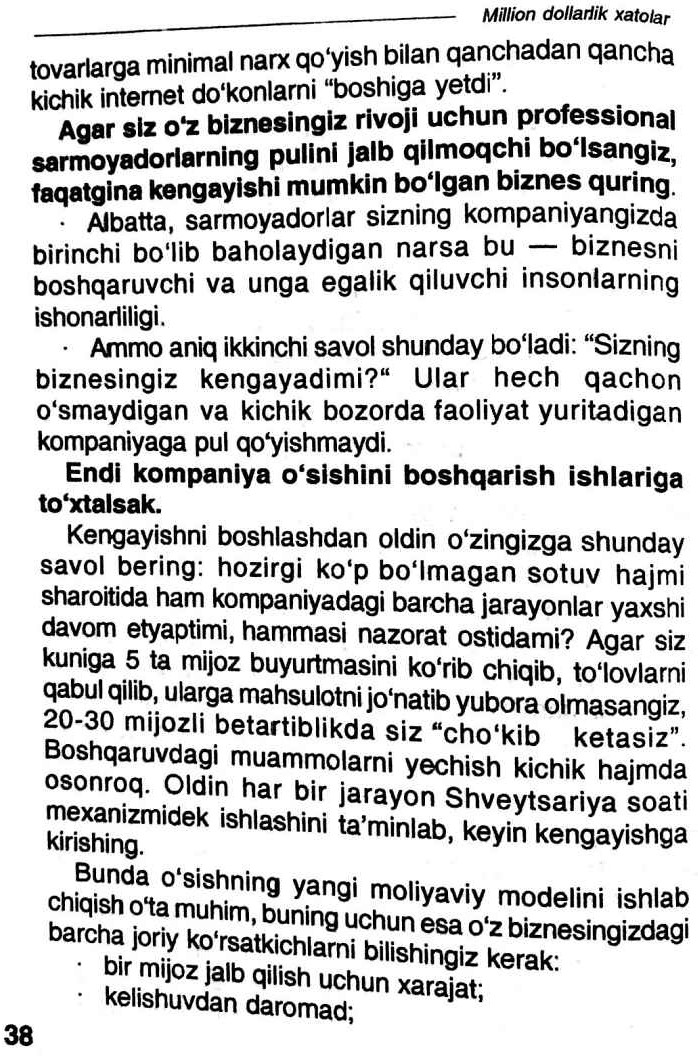 Million dollarlik xatolar
tovarlarga minimal narx qo‘yish bilan qanchadan qancha
kichik internet do‘konlarni “boshiga yetdi”.
Agar siz o‘z biznesingiz rivoji uchun professional
sarmoyadorlarning pulini jalb qilmoqchi bo‘lsangiz,
faqatgina kengayishi mumkin bo‘lgan biznes quring.
· Albatta, sarmoyadorlar sizning kompaniyangizda
birinchi bo‘lib baholaydigan narsa bu — biznesni
boshqaruvchi va unga egalik qiluvchi insonlarning
ishonarliligi.
· Ammo aniq ikkinchi savol shunday bo‘ladi: “Sizning
biznesingiz kengayadimi?“ Ular hech qachon
o‘smaydigan va kichik bozorda faoliyat yuritadigan
kompaniyaga pul qo‘yishmaydi.
Endi kompaniya o‘sishini boshqarish ishlariga
to‘xtalsak.
Kengayishni boshlashdan oldin o‘zingizga shunday
savol bering: hozirgi ko‘p bo‘lmagan sotuv hajmi
sharoitida ham kompaniyadagi barcha jarayonlar yaxshi
davom etyaptimi, hammasi nazorat ostidami? Agar siz
kuniga 5 ta mijoz buyurtmasini ko‘rib chiqib, to‘lovlarni
qabul qilib, ularga mahsulotni jo‘natib yubora olmasangiz,
20-30 mijozli betartiblikda siz “cho‘kib ketasiz”.
Boshqaruvdagi muammolarni yechish kichik hajmda
osonroq. Oldin har bir jarayon Shveytsariya soati
mexanizmidek ishlashini ta’minlab, keyin kengayishga
kirishing.
Bunda o‘sishning yangi moliyaviy modelini ishlab
chiqish o‘ta muhim, buning uchun esa o‘z biznesingizdagi
barcha joriy ko‘rsatkichlarni bilishingiz kerak:
· bir mijoz jalb qilish uchun xarajat;
· kelishuvdan daromad;
38